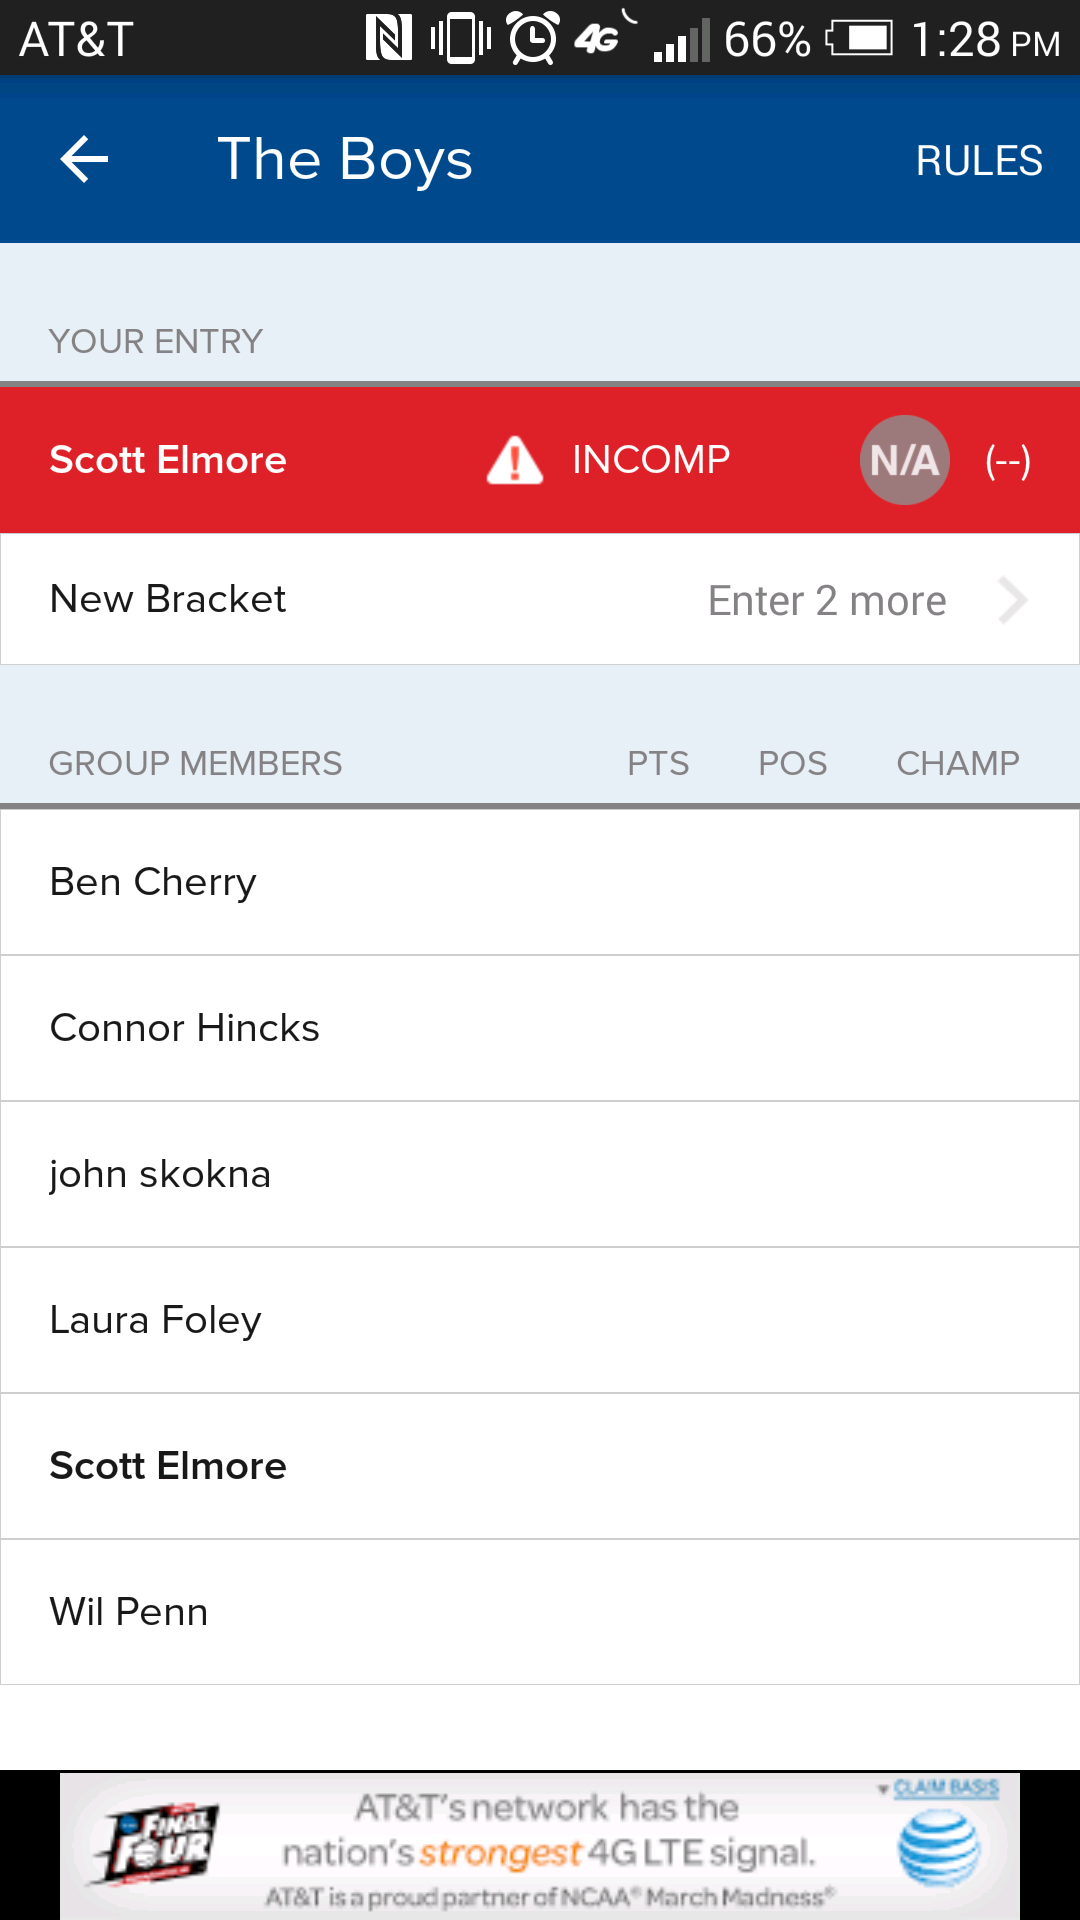 AT&T 4G 66% 1:28 PM
The Boys RULES
YOUR ENTRY
Scott Elmore INCOMP N/A (--)
New Bracket Enter 2 more
GROUP MEMBERS PTS POS CHAMP
Ben Cherry
Connor Hincks
john skokna
Laura Foley
Scott Elmore
Wil Penn
CLAIM BASIS
FINAL
FOUR
AT&T's network has the
nation's strongest 4G LTE signal.
AT&T is a proud partner of NCAA® March Madness®